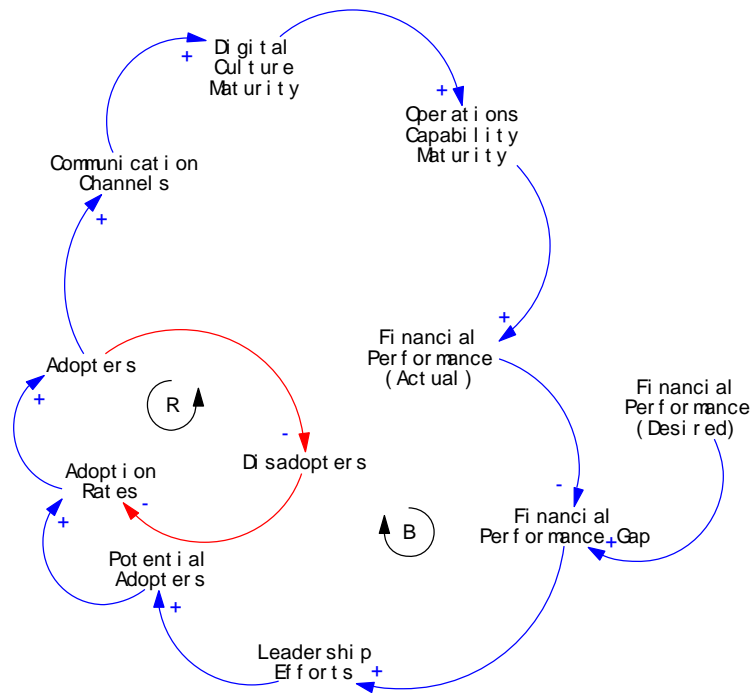 Digital
Culture
Maturity
+
+
Operations
Capability
Maturity
Communication
Channels
+
+
Financial
Performance
(Actual)
Adopters
+
R
Financial
Performance
(Desired)
-
Disadopters
Adoption
Rates
-
-
Financial
Performance Gap
+
B
+
Potential
Adopters
+
Leadership
Efforts
+